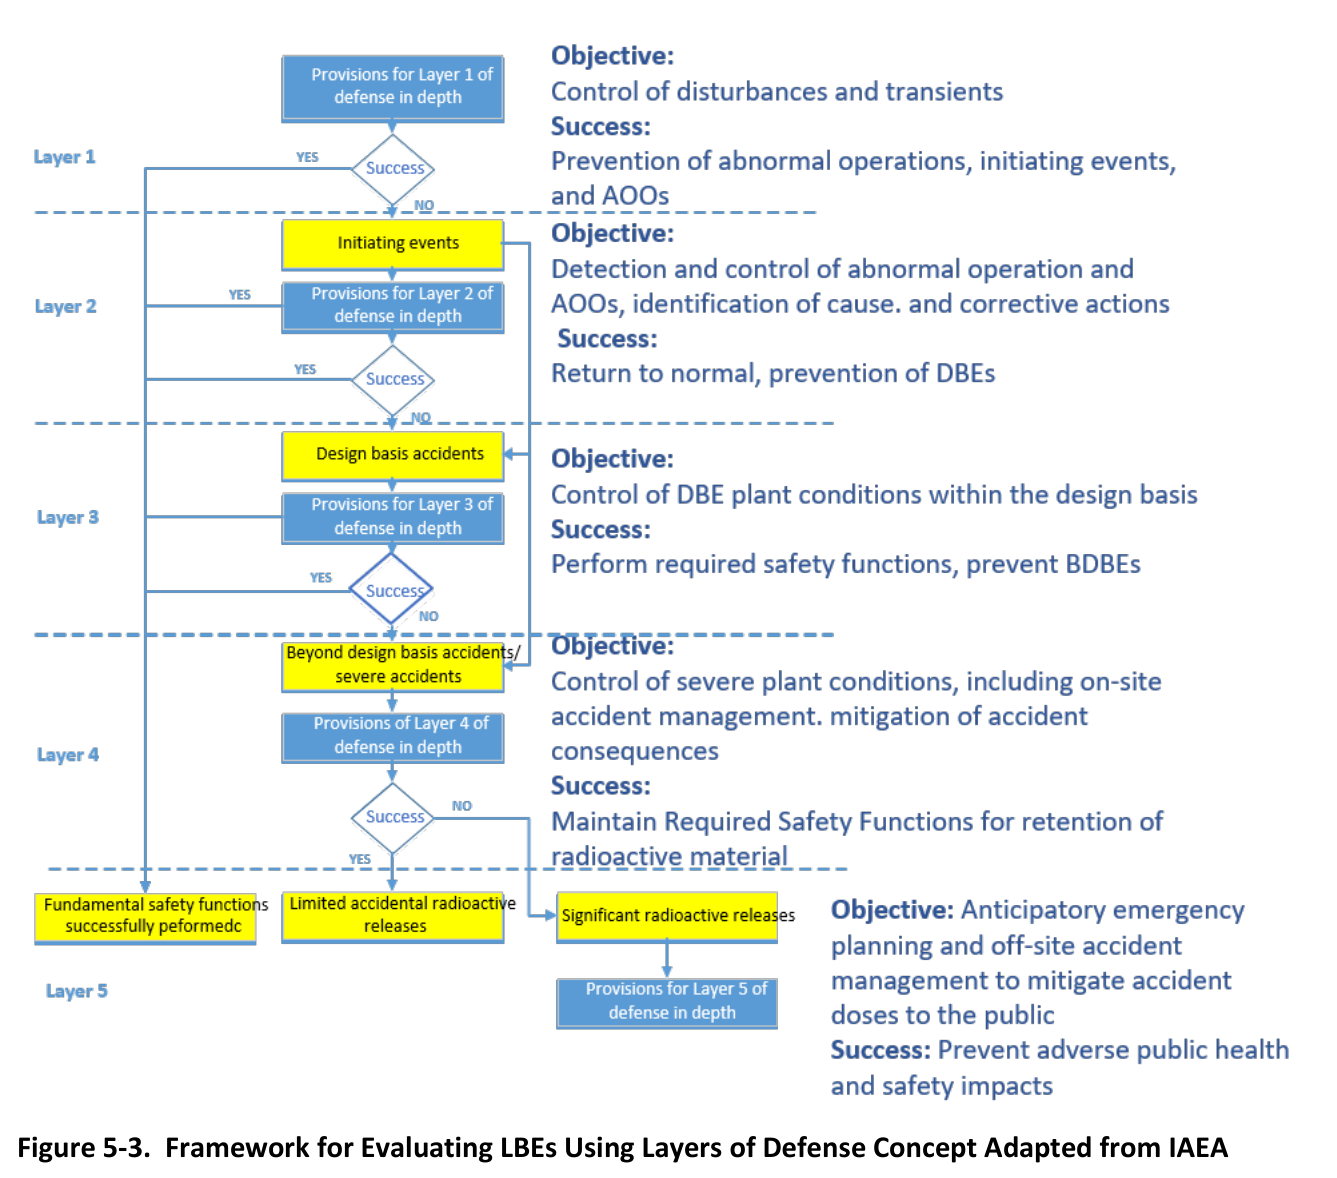 Provisions for Layer 1 of
defense in depth
Objective:
Control of disturbances and transients
Success:
Prevention of abnormal operations, initiating events,
and AOOs
Layer 1
YES
Success
NO
Initiating events
Objective:
Detection and control of abnormal operation and
AOOs, identification of cause. and corrective actions
Success:
Return to normal, prevention of DBEs
Layer 2
YES
Provisions for Layer 2 of
defense in depth
YES
Success
NO
Design basis accidents
Objective:
Control of DBE plant conditions within the design basis
Success:
Perform required safety functions, prevent BDBEs
Layer 3
Provisions for Layer 3 of
defense in depth
YES
Success
NO
Beyond design basis accidents/
severe accidents
Objective:
Control of severe plant conditions, including on-site
accident management. mitigation of accident
consequences
Success:
Maintain Required Safety Functions for retention of
radioactive material
Layer 4
Provisions of Layer 4 of
defense in depth
Success
NO
YES
Fundamental safety functions
successfully peformedc
Limited accidental radioactive
releases
Significant radioactive releases
Layer 5
Provisions for Layer 5 of
defense in depth
Objective: Anticipatory emergency
planning and off-site accident
management to mitigate accident
doses to the public
Success: Prevent adverse public health
and safety impacts
Figure 5-3. Framework for Evaluating LBEs Using Layers of Defense Concept Adapted from IAEA